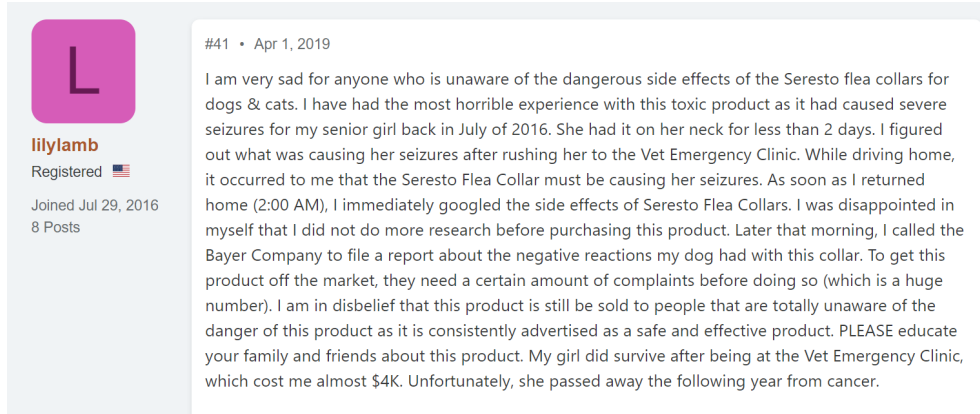 L
lilylamb
Registered
Joined Jul 29, 2016
8 Posts
#41 • Apr 1, 2019
I am very sad for anyone who is unaware of the dangerous side effects of the Seresto flea collars for
dogs & cats. I have had the most horrible experience with this toxic product as it had caused severe
seizures for my senior girl back in July of 2016. She had it on her neck for less than 2 days. I figured
out what was causing her seizures after rushing her to the Vet Emergency Clinic. While driving home,
it occurred to me that the Seresto Flea Collar must be causing her seizures. As soon as I returned
home (2:00 AM), I immediately googled the side effects of Seresto Flea Collars. I was disappointed in
myself that I did not do more research before purchasing this product. Later that morning, I called the
Bayer Company to file a report about the negative reactions my dog had with this collar. To get this
product off the market, they need a certain amount of complaints before doing so (which is a huge
number). I am in disbelief that this product is still be sold to people that are totally unaware of the
danger of this product as it is consistently advertised as a safe and effective product. PLEASE educate
your family and friends about this product. My girl did survive after being at the Vet Emergency Clinic,
which cost me almost $4K. Unfortunately, she passed away the following year from cancer.